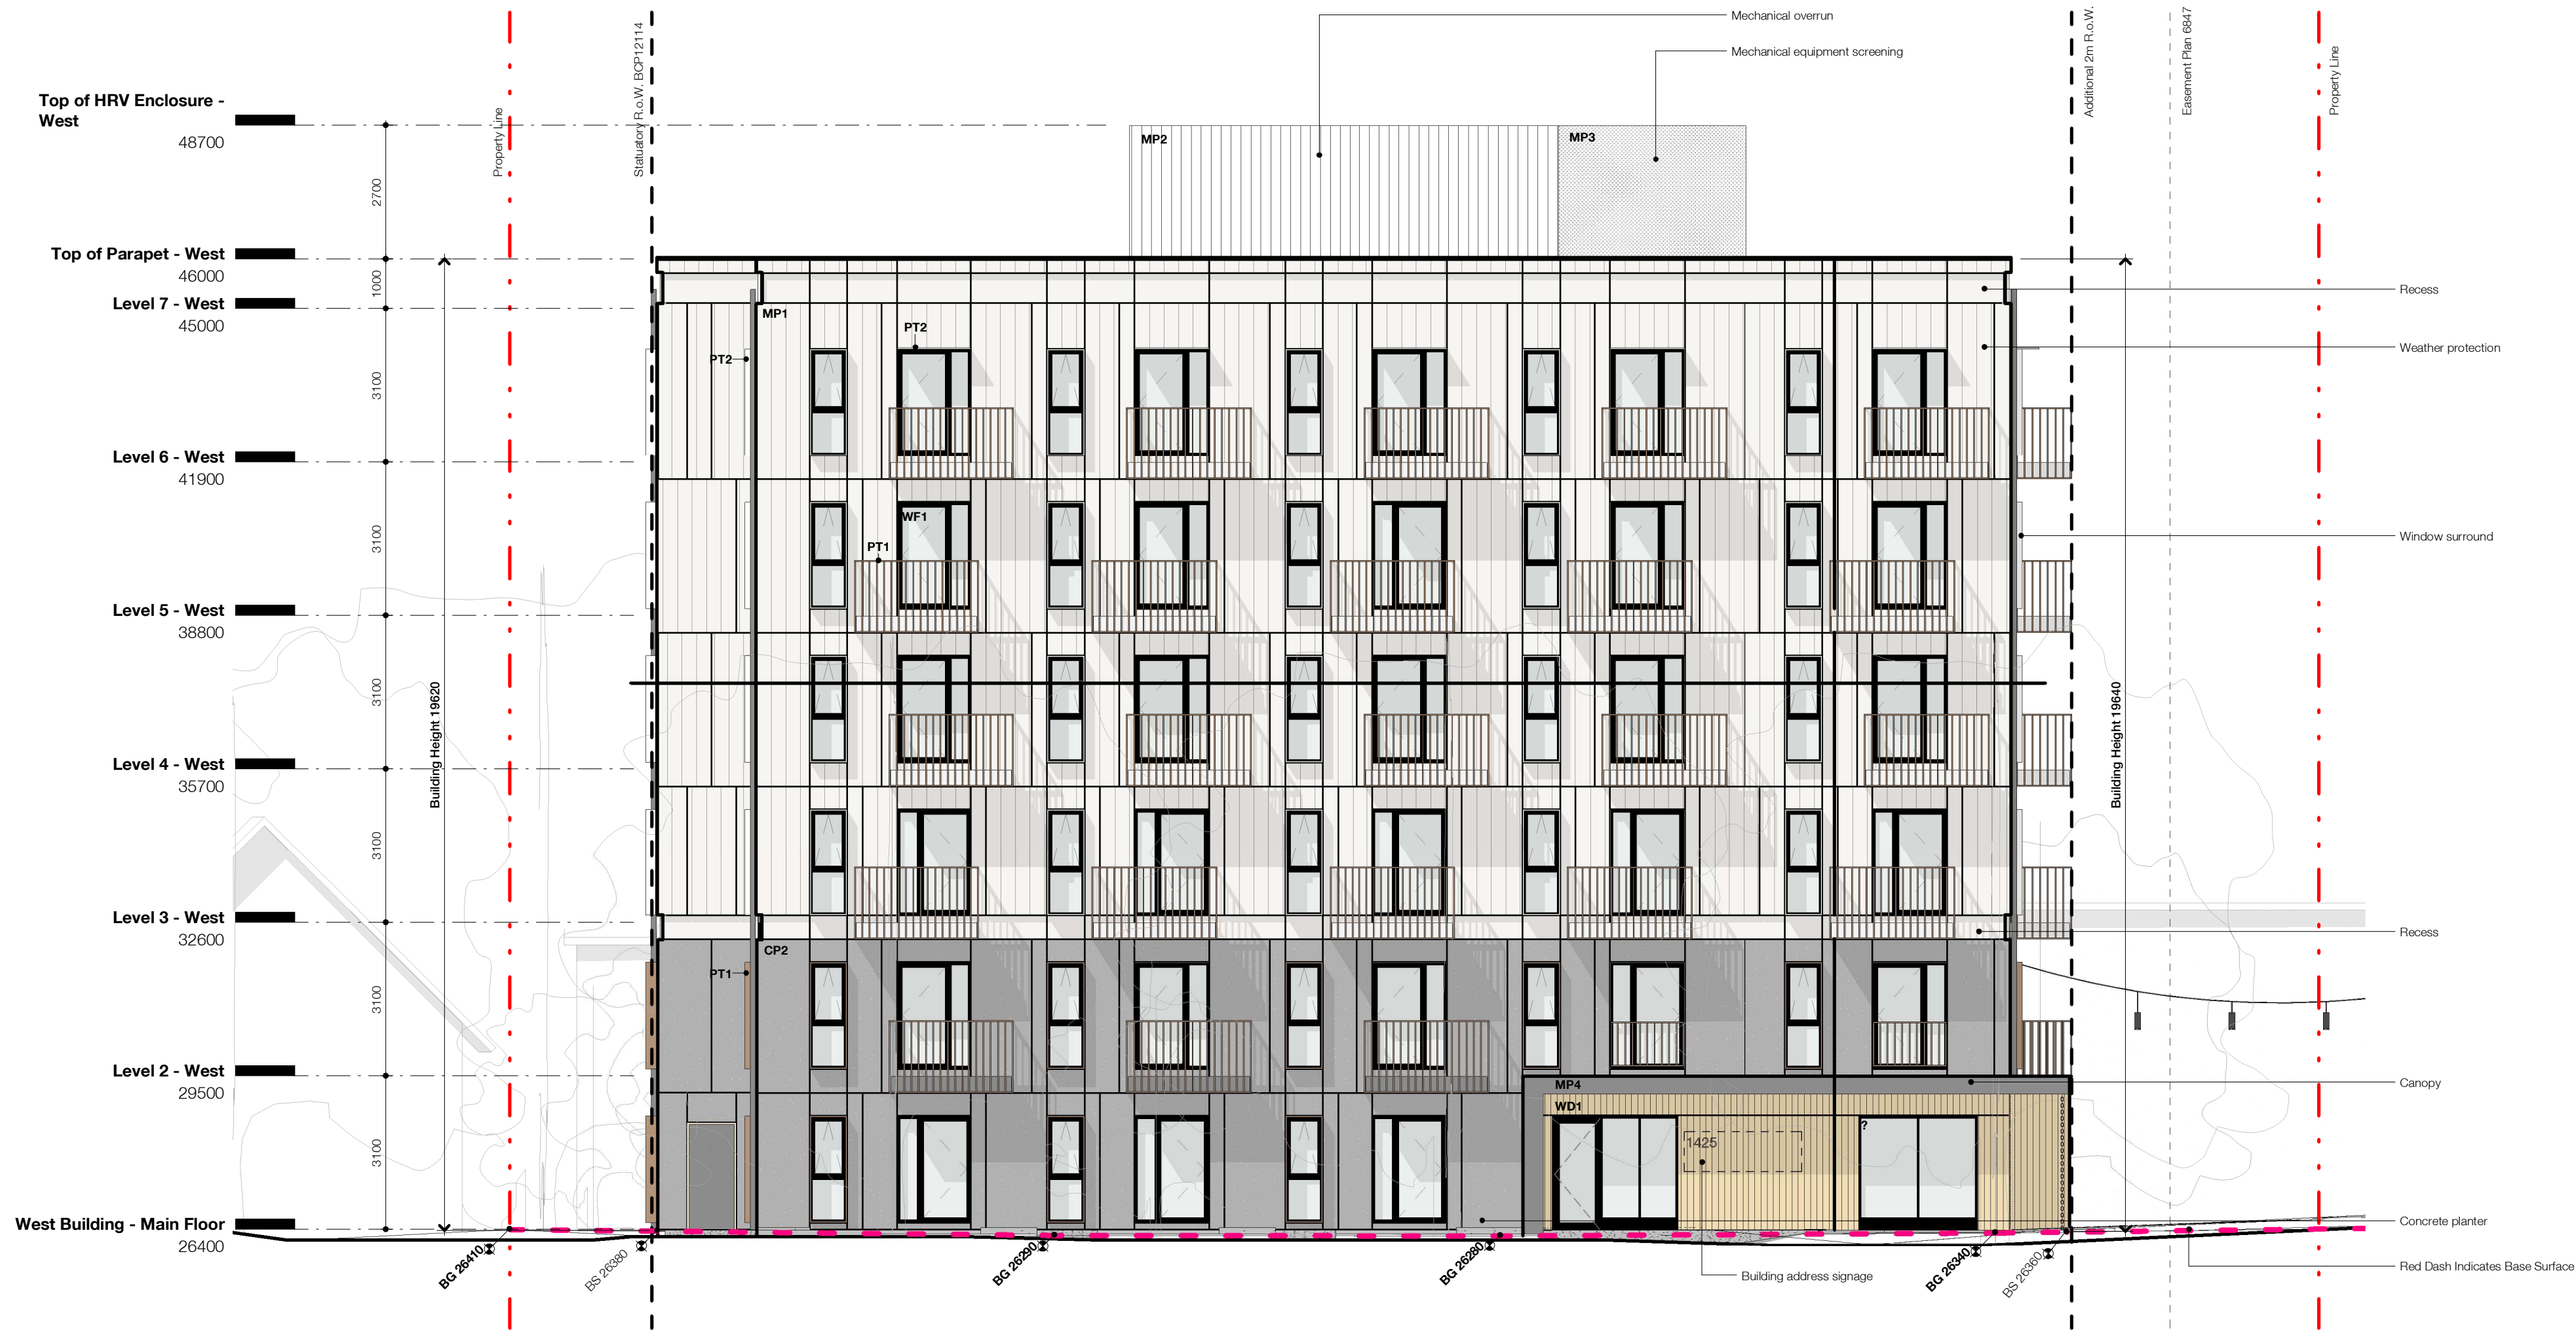 Mechanical overrun
Mechanical equipment screening
Property Line
Statuatory R.o.W. BCP12114
Additional 2m R.o.W.
Easement Plan 6847
Property Line
Top of HRV Enclosure -
West
48700
2700
Top of Parapet - West
46000
1000
Level 7 - West
45000
3100
Level 6 - West
41900
3100
Level 5 - West
38800
3100
Level 4 - West
35700
3100
Level 3 - West
32600
3100
Level 2 - West
29500
3100
West Building - Main Floor
26400
Building Height 19620
Building Height 19640
MP2
MP3
MP1
PT2
PT2
WF1
PT1
CP2
PT1
MP4
WD1
?
1425
Recess
Weather protection
Window surround
Recess
Canopy
Concrete planter
Red Dash Indicates Base Surface
Building address signage
BG 26410
BS 26380
BG 26290
BG 26280
BG 26340
BS 26360